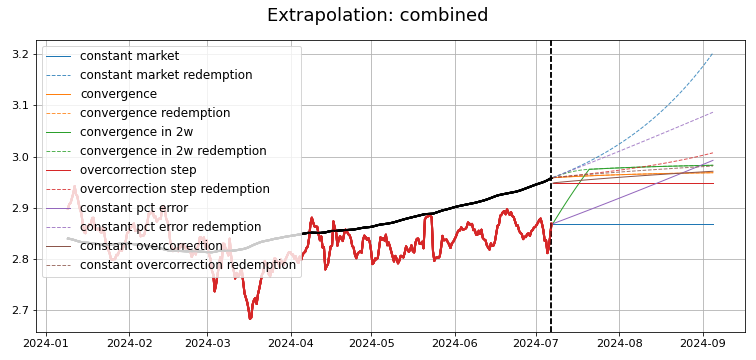 Extrapolation: combined
3.2
3.1
3.0
2.9
2.8
2.7
constant market
constant market redemption
convergence
convergence redemption
convergence in 2w
convergence in 2w redemption
overcorrection step
overcorrection step redemption
constant pct error
constant pct error redemption
constant overcorrection
constant overcorrection redemption
2024-01 2024-02 2024-03 2024-04 2024-05 2024-06 2024-07 2024-08 2024-09